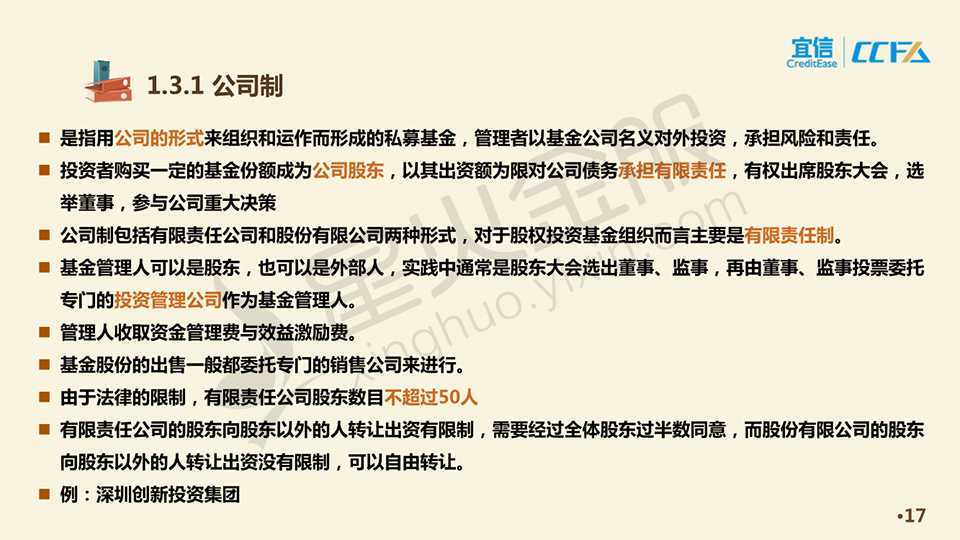 宜信
CreditEase
CCFA
1.3.1 公司制
■ 是指用公司的形式来组织和运作而形成的私募基金，管理者以基金公司名义对外投资，承担风险和责任。
■ 投资者购买一定的基金份额成为公司股东，以其出资额为限对公司债务承担有限责任，有权出席股东大会，选
举董事，参与公司重大决策
■ 公司制包括有限责任公司和股份有限公司两种形式，对于股权投资基金组织而言主要是有限责任制。
■ 基金管理人可以是股东，也可以是外部人，实践中通常是股东大会选出董事、监事，再由董事、监事投票委托
专门的投资管理公司作为基金管理人。
■ 管理人收取资金管理费与效益激励费。
■ 基金股份的出售一般都委托专门的销售公司来进行。
■ 由于法律的限制，有限责任公司股东数目不超过50人
■ 有限责任公司的股东向股东以外的人转让出资有限制，需要经过全体股东过半数同意，而股份有限公司的股东
向股东以外的人转让出资没有限制，可以自由转让。
■ 例：深圳创新投资集团
星火金服
xinghuo.yixin.com
•17